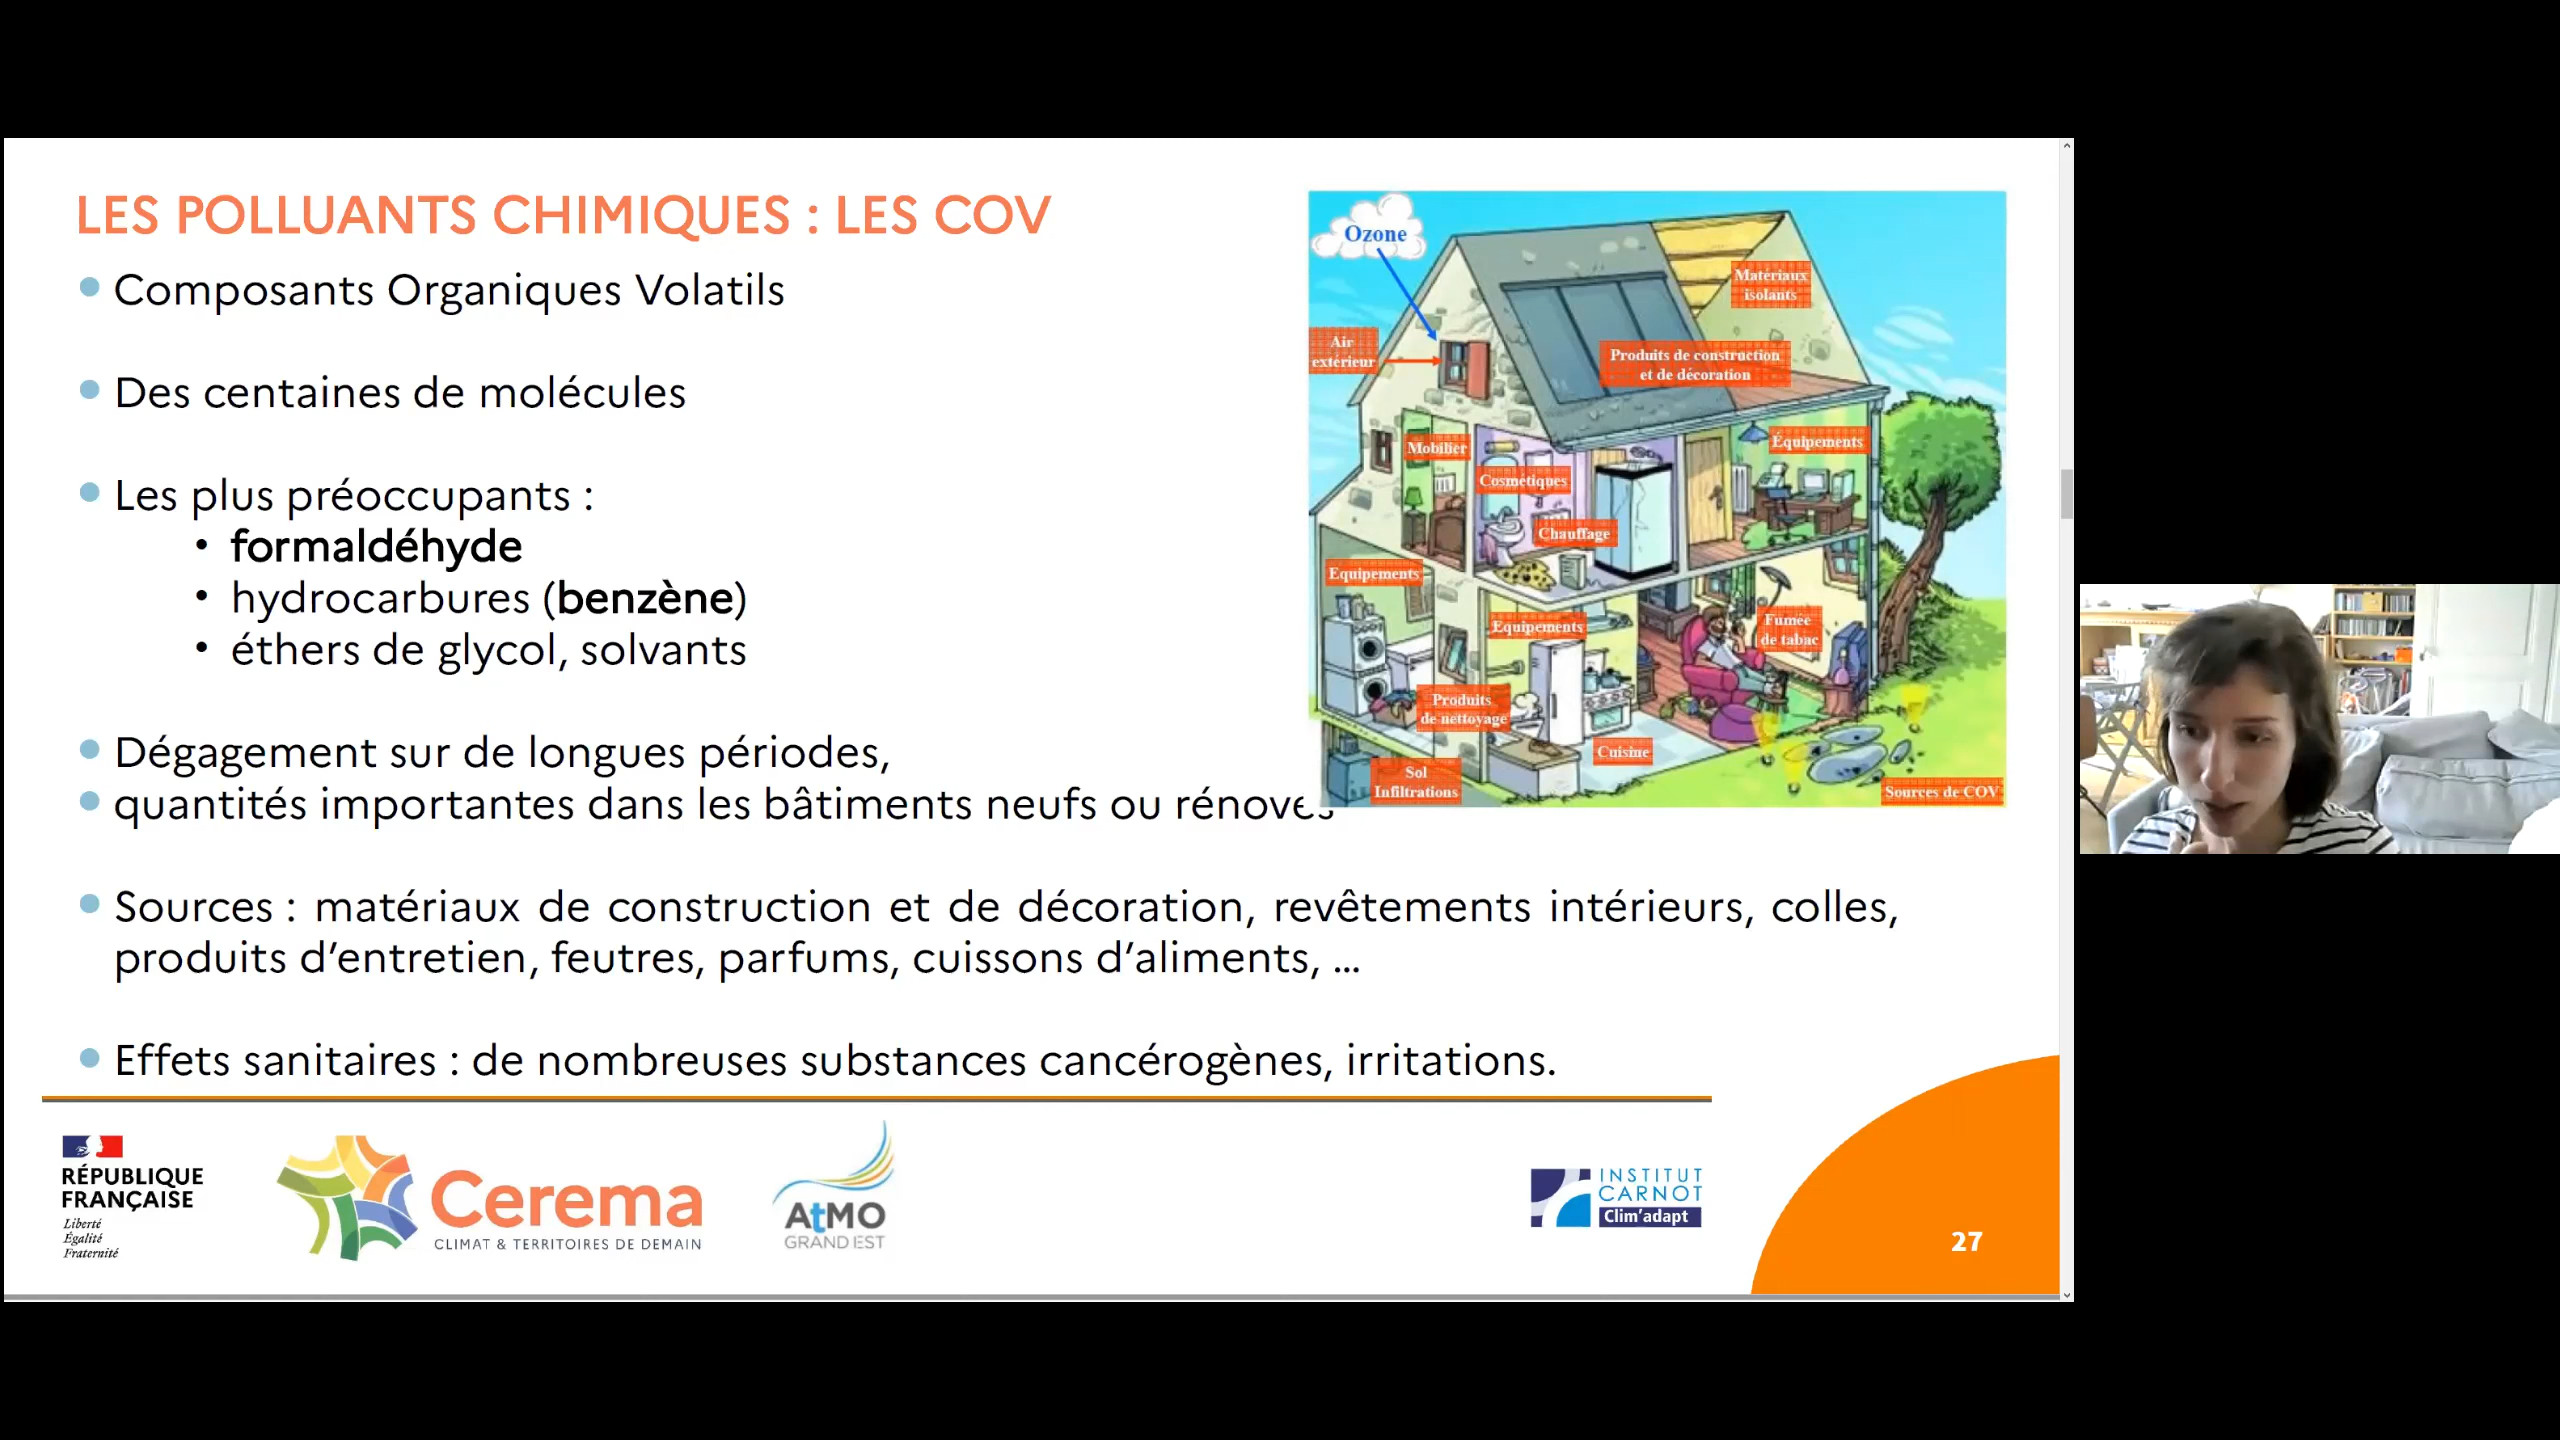 LES POLLUANTS CHIMIQUES : LES COV
Composants Organiques Volatils
Des centaines de molécules
Les plus préoccupants :
formaldéhyde
hydrocarbures (benzène)
éthers de glycol, solvants
Dégagement sur de longues périodes,
quantités importantes dans les bâtiments neufs ou rénovés
Sources : matériaux de construction et de décoration, revêtements intérieurs, colles,
produits d’entretien, feutres, parfums, cuissons d’aliments, ...
Effets sanitaires : de nombreuses substances cancérogènes, irritations.
Ozone
Matériaux
isolants
Air
extérieur
Produits de construction
et de décoration
Mobilier
Équipements
Cosmétiques
Chauffage
Equipements
Equipements
Fumée
de tabac
Produits
de nettoyage
Cuisine
Sol
Infiltrations
Sources de COV
RÉPUBLIQUE
FRANÇAISE
Liberté
Égalité
Fraternité
Cerema
CLIMAT & TERRITOIRES DE DEMAIN
AtMO
GRAND EST
INSTITUT
CARNOT
Clim'adapt
27